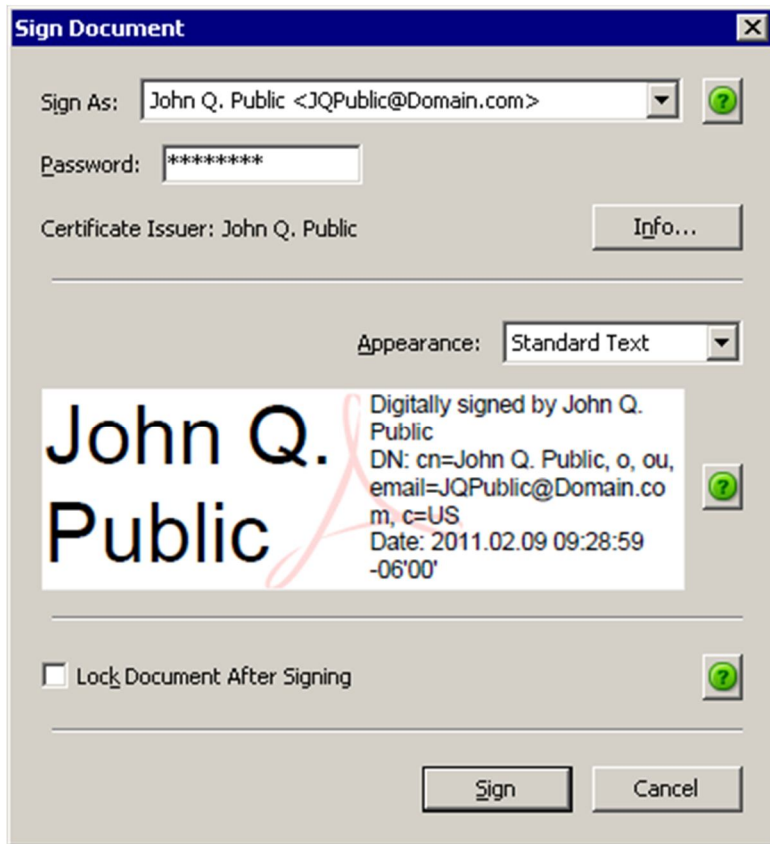 Sign Document
Sign As: John Q. Public <JQPublic@Domain.com>
Password: ********
Certificate Issuer: John Q. Public
Info...
Appearance: Standard Text
John Q.
Public
Digitally signed by John Q.
Public
DN: cn=John Q. Public, o, ou,
email=JQPublic@Domain.co
m, c=US
Date: 2011.02.09 09:28:59
-06'00'
Lock Document After Signing
Sign
Cancel